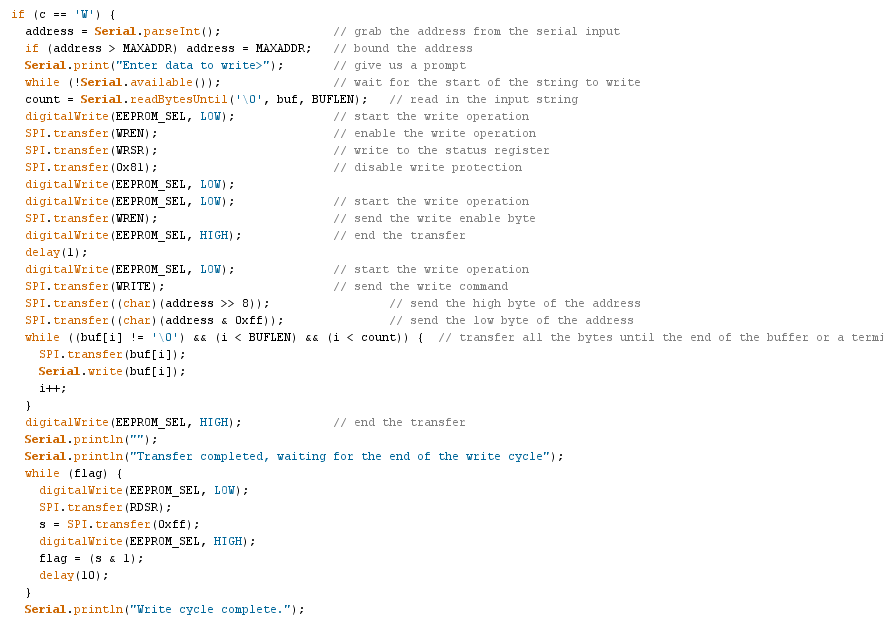 if (c == 'W') {
  address = Serial.parseInt();                // grab the address from the serial input
  if (address > MAXADDR) address = MAXADDR;   // bound the address
  Serial.print("Enter data to write>");       // give us a prompt
  while (!Serial.available());                // wait for the start of the string to write
  count = Serial.readBytesUntil('\0', buf, BUFLEN);   // read in the input string
  digitalWrite(EEPROM_SEL, LOW);              // start the write operation
  SPI.transfer(WREN);                         // enable the write operation
  SPI.transfer(WRSR);                         // write to the status register
  SPI.transfer(0x81);                         // disable write protection
  digitalWrite(EEPROM_SEL, LOW);
  digitalWrite(EEPROM_SEL, LOW);              // start the write operation
  SPI.transfer(WREN);                         // send the write enable byte
  digitalWrite(EEPROM_SEL, HIGH);             // end the transfer
  delay(1);
  digitalWrite(EEPROM_SEL, LOW);              // start the write operation
  SPI.transfer(WRITE);                        // send the write command
  SPI.transfer((char)(address >> 8));                 // send the high byte of the address
  SPI.transfer((char)(address & 0xff));               // send the low byte of the address
  while ((buf[i] != '\0') && (i < BUFLEN) && (i < count)) {  // transfer all the bytes until the end of the buffer or a termi
    SPI.transfer(buf[i]);
    Serial.write(buf[i]);
    i++;
  }
  digitalWrite(EEPROM_SEL, HIGH);             // end the transfer
  Serial.println("");
  Serial.println("Transfer completed, waiting for the end of the write cycle");
  while (flag) {
    digitalWrite(EEPROM_SEL, LOW);
    SPI.transfer(RDSR);
    s = SPI.transfer(0xff);
    digitalWrite(EEPROM_SEL, HIGH);
    flag = (s & 1);
    delay(10);
  }
  Serial.println("Write cycle complete.");